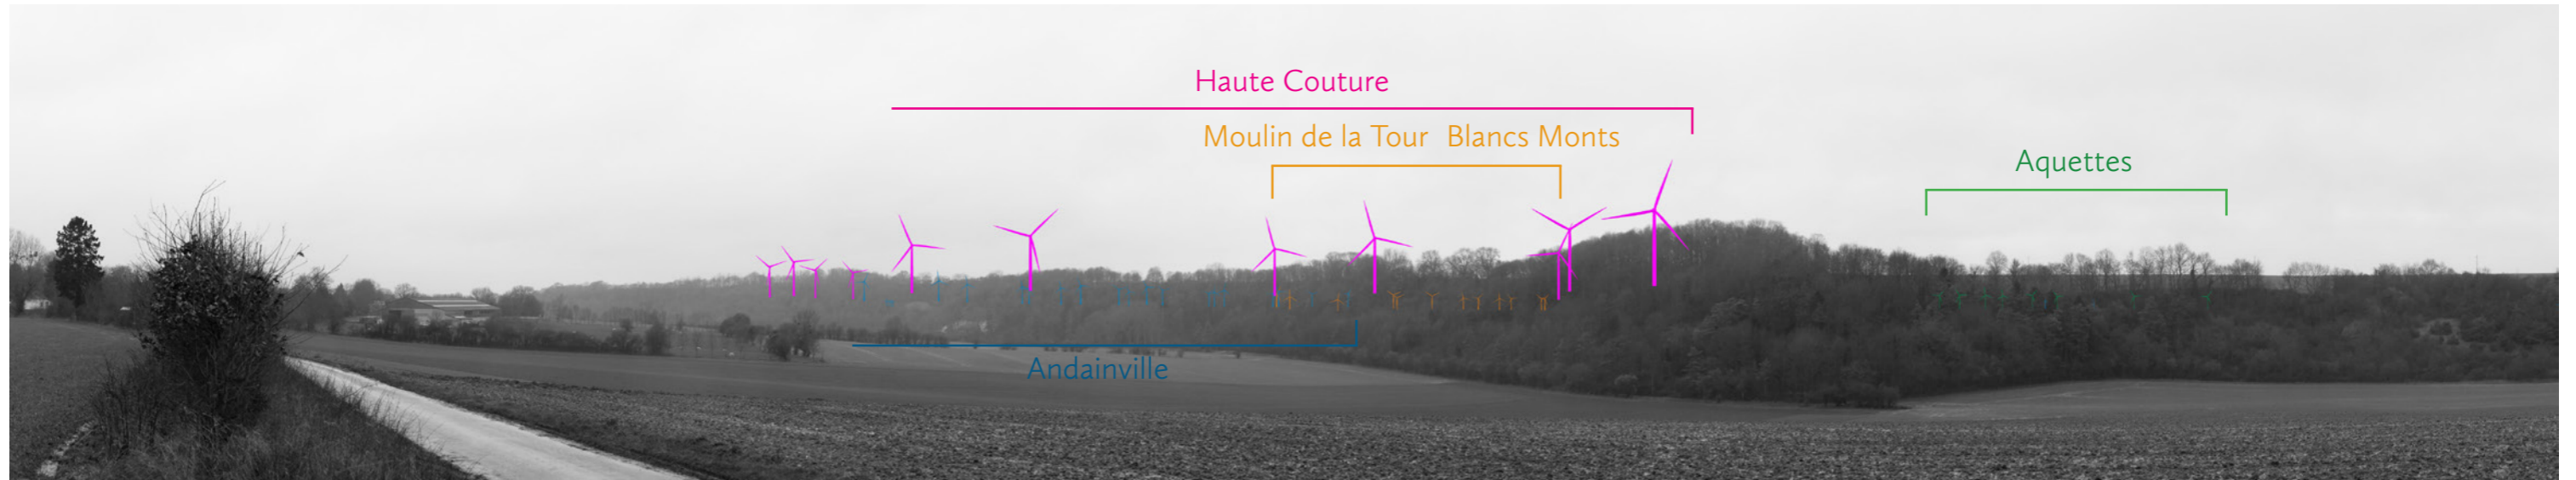 Haute Couture
Moulin de la Tour Blancs Monts
Aquettes
Andainville